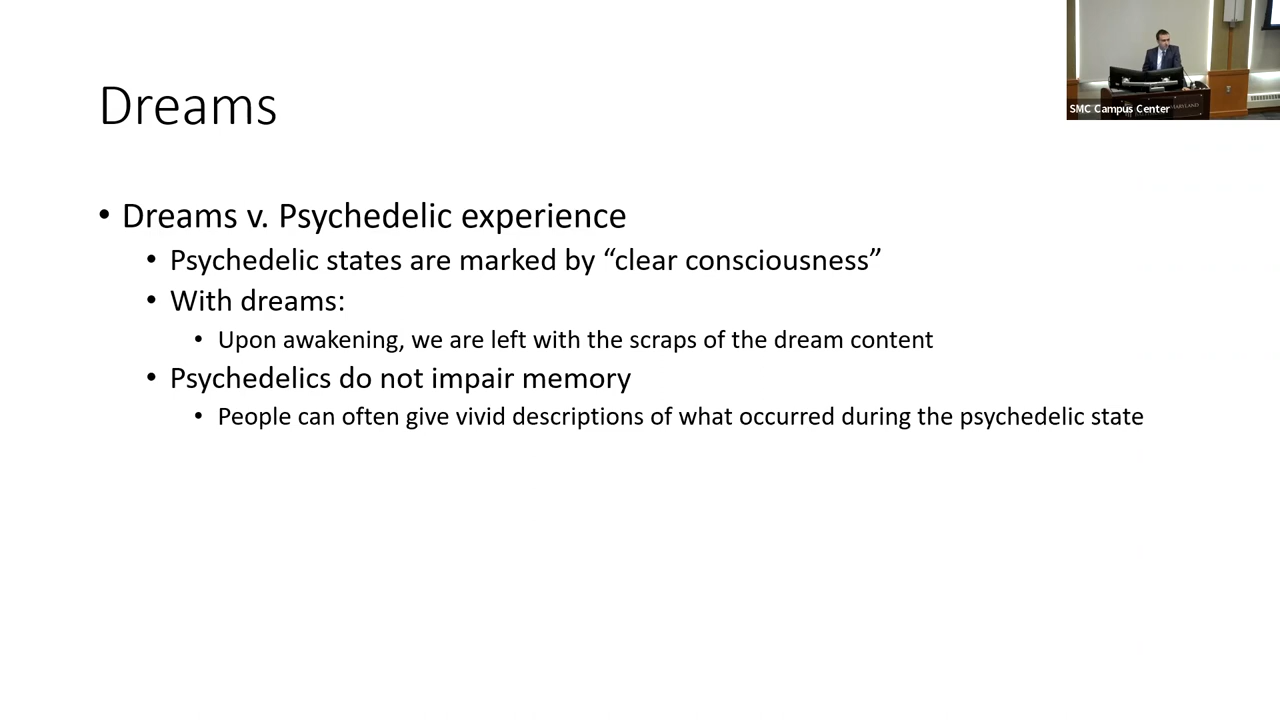 SMC Campus Center
Dreams
• Dreams v. Psychedelic experience
• Psychedelic states are marked by “clear consciousness”
• With dreams:
• Upon awakening, we are left with the scraps of the dream content
• Psychedelics do not impair memory
• People can often give vivid descriptions of what occurred during the psychedelic state